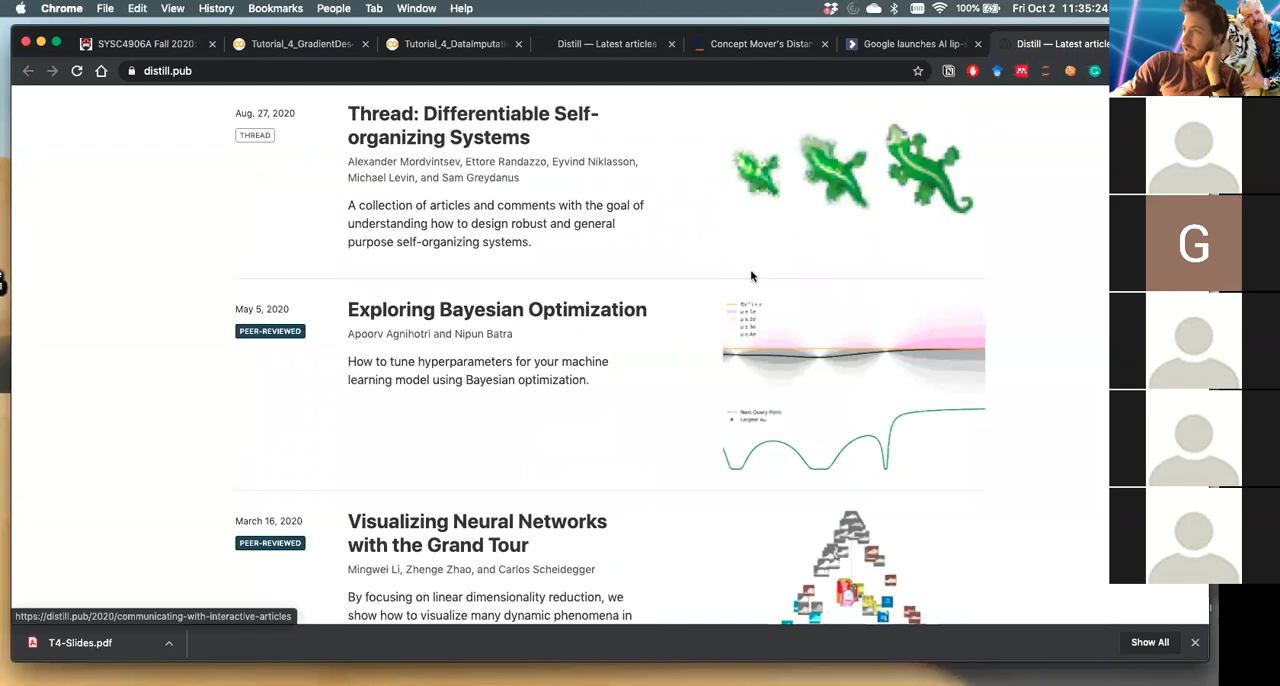 Chrome File Edit View History Bookmarks People Tab Window Help
100% Fri Oct 2 11:35:24
SYSC4906A Fall 2020:
Tutorial_4_GradientDes
Tutorial_4_DataImputati
Distill — Latest articles
Concept Mover's Distan
Google launches AI lip-s
Distill — Latest article
distill.pub
Aug. 27, 2020
THREAD
Thread: Differentiable Self-
organizing Systems
Alexander Mordvintsev, Ettore Randazzo, Eyvind Niklasson,
Michael Levin, and Sam Greydanus
A collection of articles and comments with the goal of
understanding how to design robust and general
purpose self-organizing systems.
May 5, 2020
PEER-REVIEWED
Exploring Bayesian Optimization
Apoorv Agnihotri and Nipun Batra
How to tune hyperparameters for your machine
learning model using Bayesian optimization.
Next Query Point
March 16, 2020
PEER-REVIEWED
Visualizing Neural Networks
with the Grand Tour
Mingwei Li, Zhenge Zhao, and Carlos Scheidegger
By focusing on linear dimensionality reduction, we
show how to visualize many dynamic phenomena in
https://distill.pub/2020/communicating-with-interactive-articles
T4-Slides.pdf
Show All
G